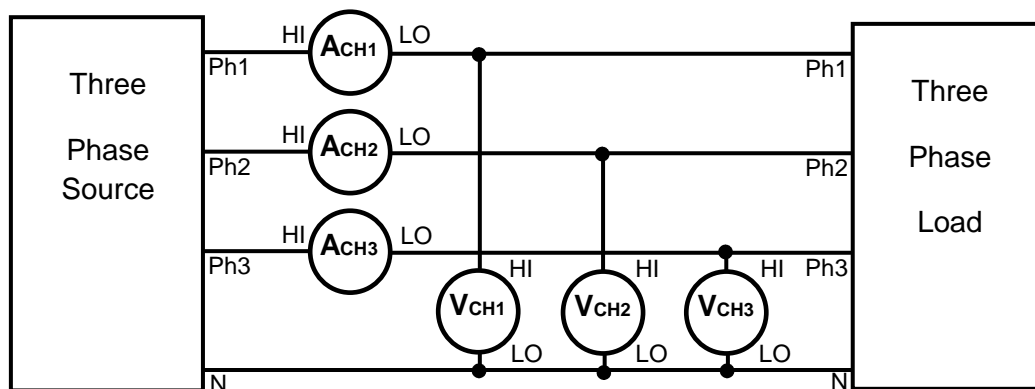 Three
Phase
Source
HI
ACH1
LO
Ph1
Ph1
HI
ACH2
LO
Ph2
Ph2
HI
ACH3
LO
Ph3
Ph3
HI
HI
HI
VCH1
VCH2
VCH3
LO
LO
LO
N
N
Three
Phase
Load